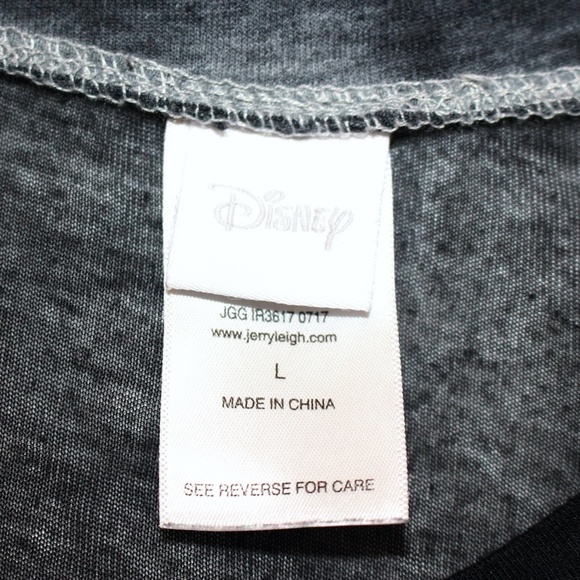 Disney
JGG IR3617 0717
www.jerryleigh.com
L
MADE IN CHINA
SEE REVERSE FOR CARE